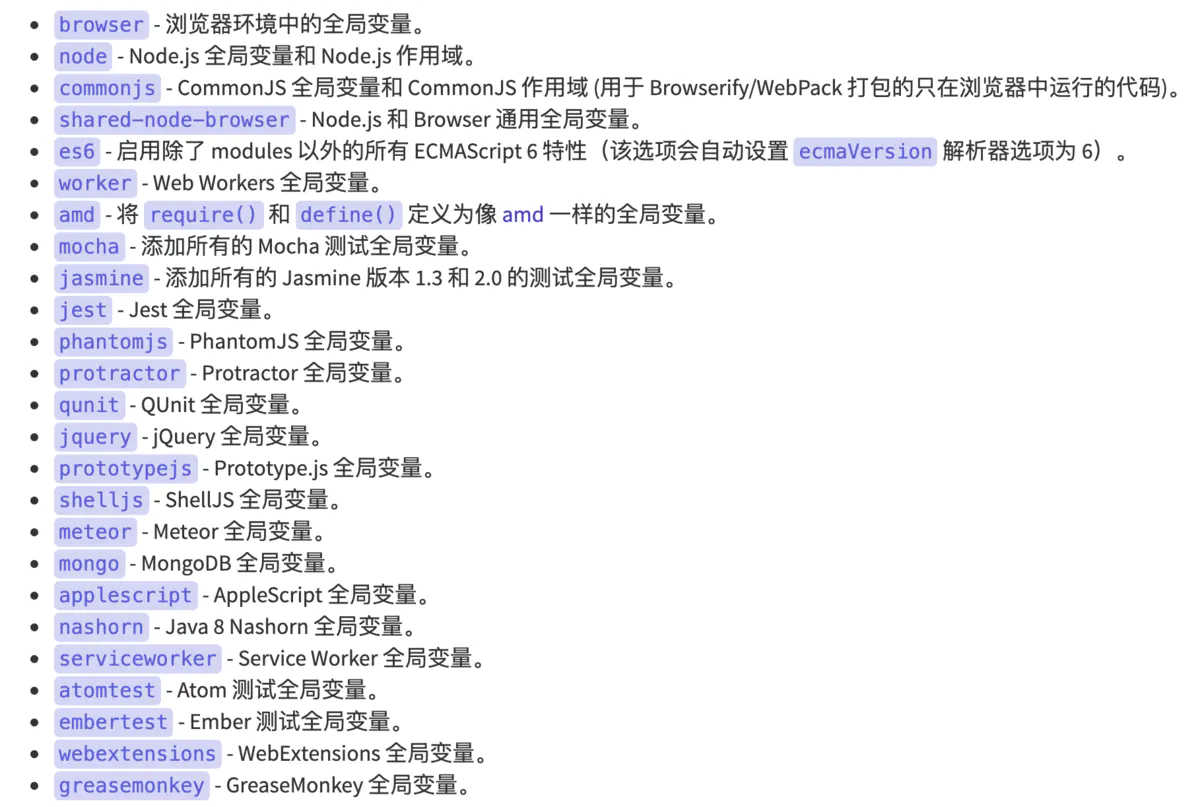 browser - 浏览器环境中的全局变量。
node - Node.js 全局变量和 Node.js 作用域。
commonjs - CommonJS 全局变量和 CommonJS 作用域 (用于 Browserify/WebPack 打包的只在浏览器中运行的代码)。
shared-node-browser - Node.js 和 Browser 通用全局变量。
es6 - 启用除了 modules 以外的所有 ECMAScript 6 特性（该选项会自动设置 ecmaVersion 解析器选项为 6）。
worker - Web Workers 全局变量。
amd - 将 require() 和 define() 定义为像 amd 一样的全局变量。
mocha - 添加所有的 Mocha 测试全局变量。
jasmine - 添加所有的 Jasmine 版本 1.3 和 2.0 的测试全局变量。
jest - Jest 全局变量。
phantomjs - PhantomJS 全局变量。
protractor - Protractor 全局变量。
qunit - QUnit 全局变量。
jquery - jQuery 全局变量。
prototypejs - Prototype.js 全局变量。
shelljs - ShellJS 全局变量。
meteor - Meteor 全局变量。
mongo - MongoDB 全局变量。
applescript - AppleScript 全局变量。
nashorn - Java 8 Nashorn 全局变量。
serviceworker - Service Worker 全局变量。
atomtest - Atom 测试全局变量。
embertest - Ember 测试全局变量。
webextensions - WebExtensions 全局变量。
greasemonkey - GreaseMonkey 全局变量。